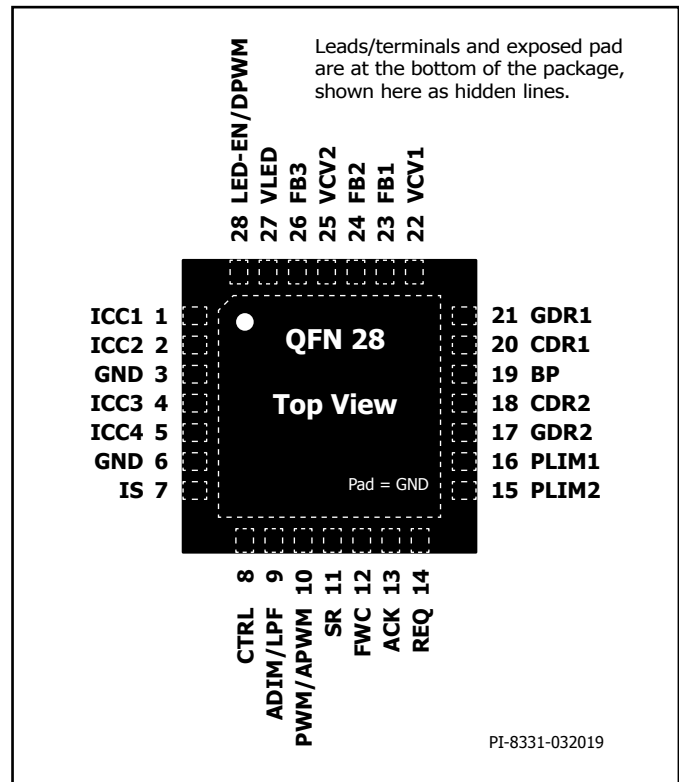 Leads/terminals and exposed pad
are at the bottom of the package,
shown here as hidden lines.
28 LED-EN/DPWM
27 VLED
26 FB3
25 VCV2
24 FB2
23 FB1
22 VCV1
ICC1 1
ICC2 2
GND 3
ICC3 4
ICC4 5
GND 6
IS 7
QFN 28
Top View
Pad = GND
21 GDR1
20 CDR1
19 BP
18 CDR2
17 GDR2
16 PLIM1
15 PLIM2
CTRL 8
ADIM/LPF 9
PWM/APWM 10
SR 11
FWC 12
ACK 13
REQ 14
PI-8331-032019